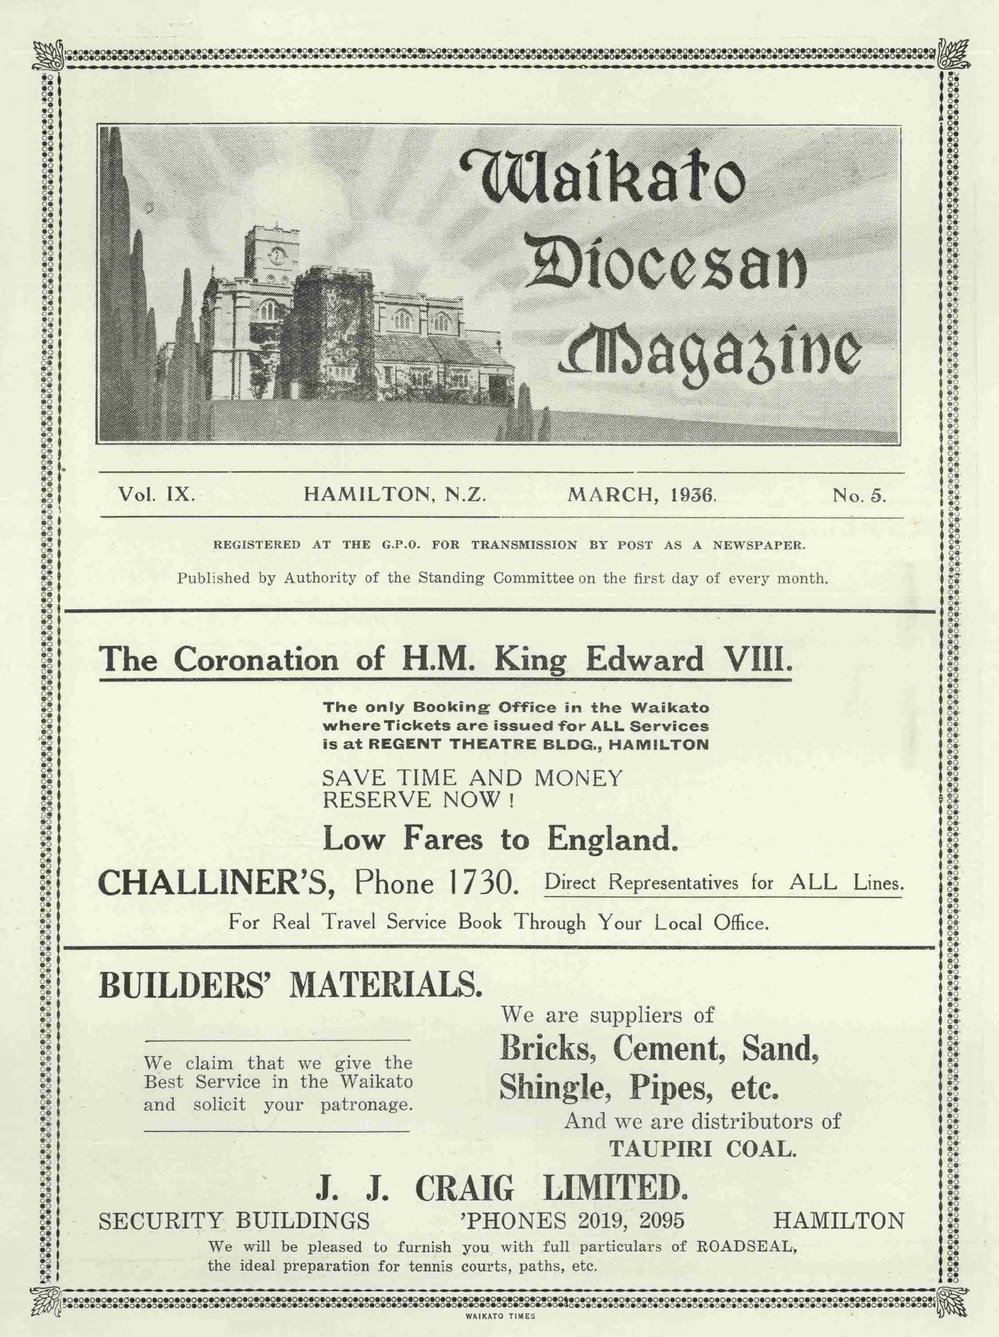 Waikato
Diocesan
Magazine
Vol. IX. HAMILTON, N.Z. MARCH, 1936. No. 5.
REGISTERED AT THE G.P.O. FOR TRANSMISSION BY POST AS A NEWSPAPER.
Published by Authority of the Standing Committee on the first day of every month.
The Coronation of H.M. King Edward VIII.
The only Booking Office in the Waikato
where Tickets are issued for ALL Services
is at REGENT THEATRE BLDG., HAMILTON
SAVE TIME AND MONEY
RESERVE NOW !
Low Fares to England.
CHALLINER'S, Phone 1730. Direct Representatives for ALL Lines.
For Real Travel Service Book Through Your Local Office.
BUILDERS' MATERIALS.
We claim that we give the
Best Service in the Waikato
and solicit your patronage.
We are suppliers of
Bricks, Cement, Sand,
Shingle, Pipes, etc.
And we are distributors of
TAUPIRI COAL.
J. J. CRAIG LIMITED.
SECURITY BUILDINGS 'PHONES 2019, 2095 HAMILTON
We will be pleased to furnish you with full particulars of ROADSEAL,
the ideal preparation for tennis courts, paths, etc.
WAIKATO TIMES